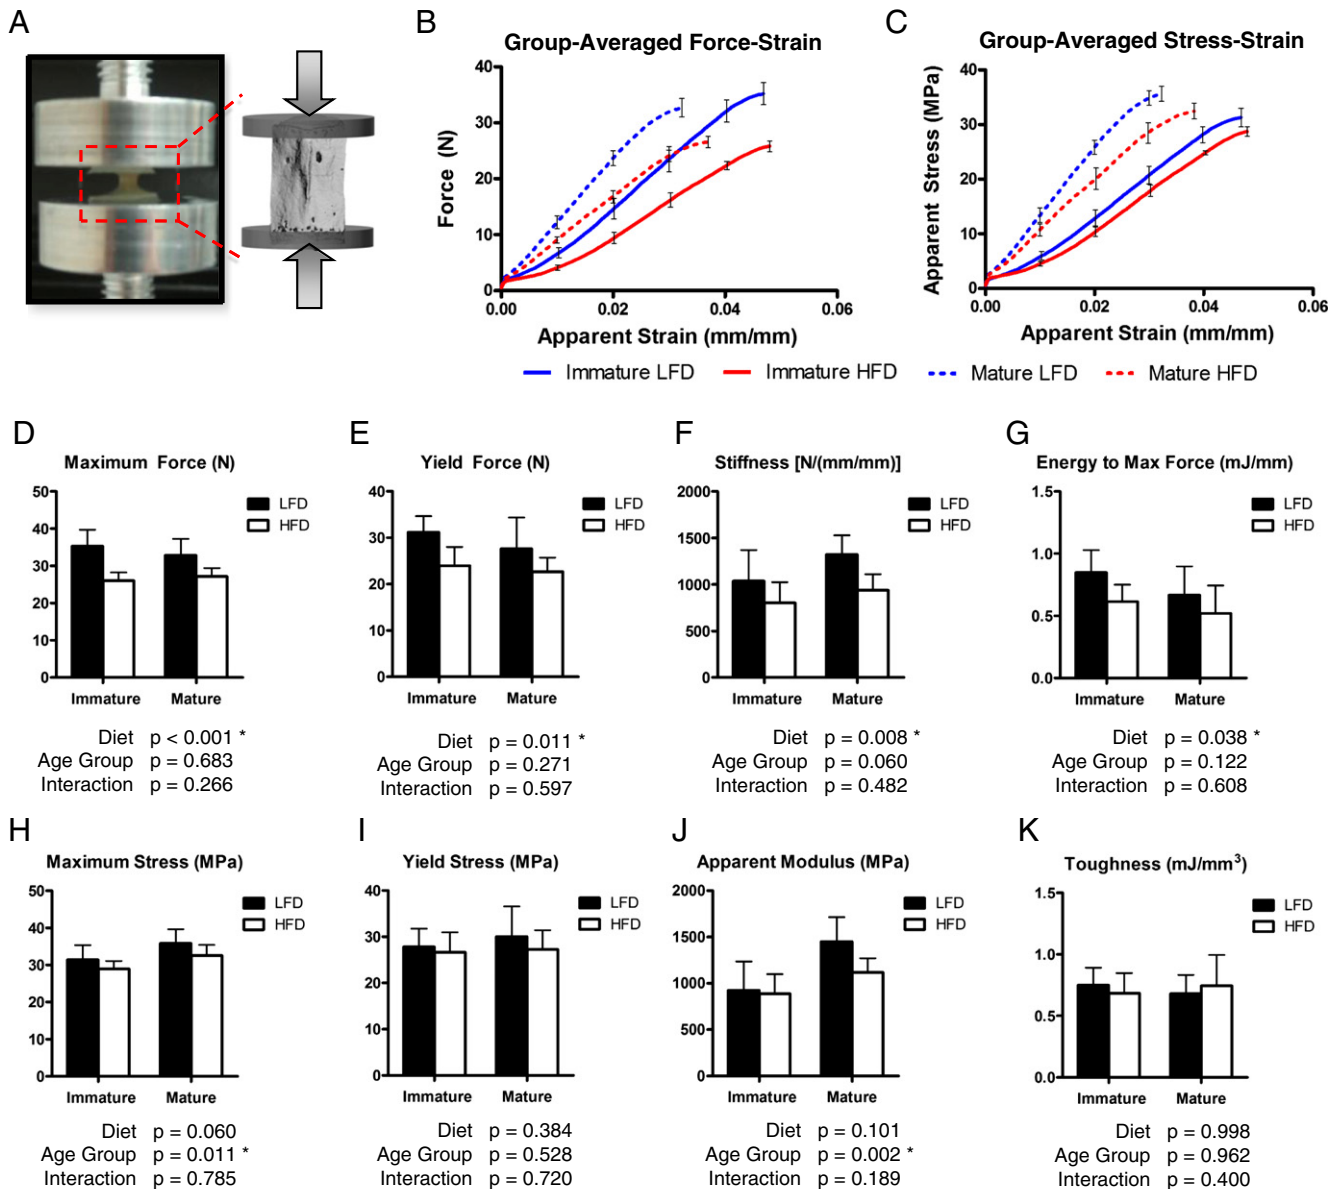 A
B
C
Group-Averaged Force-Strain
Group-Averaged Stress-Strain
Force (N)
40
30
20
10
0
0.00
0.02
0.04
0.06
Apparent Strain (mm/mm)
Apparent Stress (MPa)
40
30
20
10
0
0.00
0.02
0.04
0.06
Apparent Strain (mm/mm)
Immature LFD
Immature HFD
Mature LFD
Mature HFD
D
Maximum Force (N)
50
40
30
20
10
0
LFD
HFD
Immature
Mature
Diet p < 0.001 *
Age Group p = 0.683
Interaction p = 0.266
E
Yield Force (N)
40
30
20
10
0
LFD
HFD
Immature
Mature
Diet p = 0.011 *
Age Group p = 0.271
Interaction p = 0.597
F
Stiffness [N/(mm/mm)]
2000
1500
1000
500
0
LFD
HFD
Immature
Mature
Diet p = 0.008 *
Age Group p = 0.060
Interaction p = 0.482
G
Energy to Max Force (mJ/mm)
1.5
1.0
0.5
0.0
LFD
HFD
Immature
Mature
Diet p = 0.038 *
Age Group p = 0.122
Interaction p = 0.608
H
Maximum Stress (MPa)
50
40
30
20
10
0
LFD
HFD
Immature
Mature
Diet p = 0.060
Age Group p = 0.011 *
Interaction p = 0.785
I
Yield Stress (MPa)
40
30
20
10
0
LFD
HFD
Immature
Mature
Diet p = 0.384
Age Group p = 0.528
Interaction p = 0.720
J
Apparent Modulus (MPa)
2000
1500
1000
500
0
LFD
HFD
Immature
Mature
Diet p = 0.101
Age Group p = 0.002 *
Interaction p = 0.189
K
Toughness (mJ/mm³)
1.5
1.0
0.5
0.0
LFD
HFD
Immature
Mature
Diet p = 0.998
Age Group p = 0.962
Interaction p = 0.400